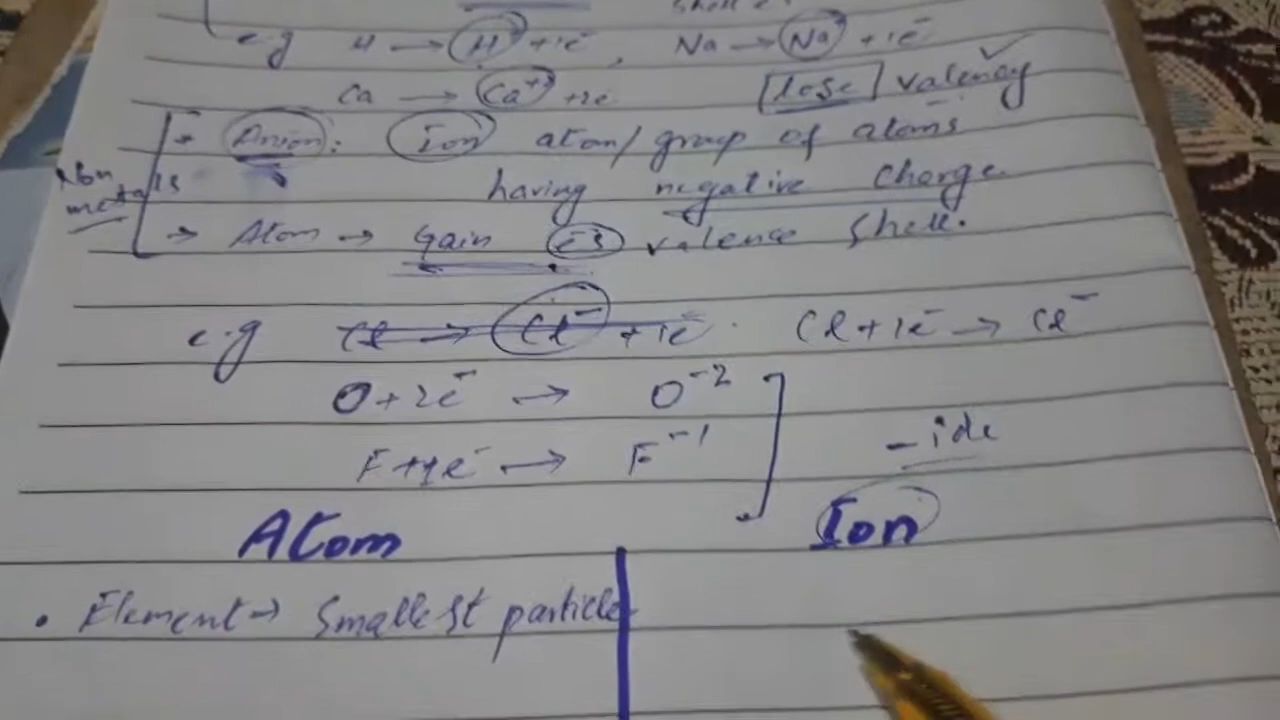 shell
e.g H → H⁺ + 1e⁻, Na → Na⁺ + 1e⁻
Ca → Ca⁺² + 2e lose valency
→ Anion: Ion atom/group of atoms
Non metals
having negative charge.
→ Atom → Gain e⁻s valence shell.
e.g Cl → Cl⁻ + 1e⁻ Cl + 1e⁻ → Cl⁻
O + 2e⁻ → O⁻²
-ide
F + 1e⁻ → F⁻¹
Atom Ion
• Element → Smallest particle